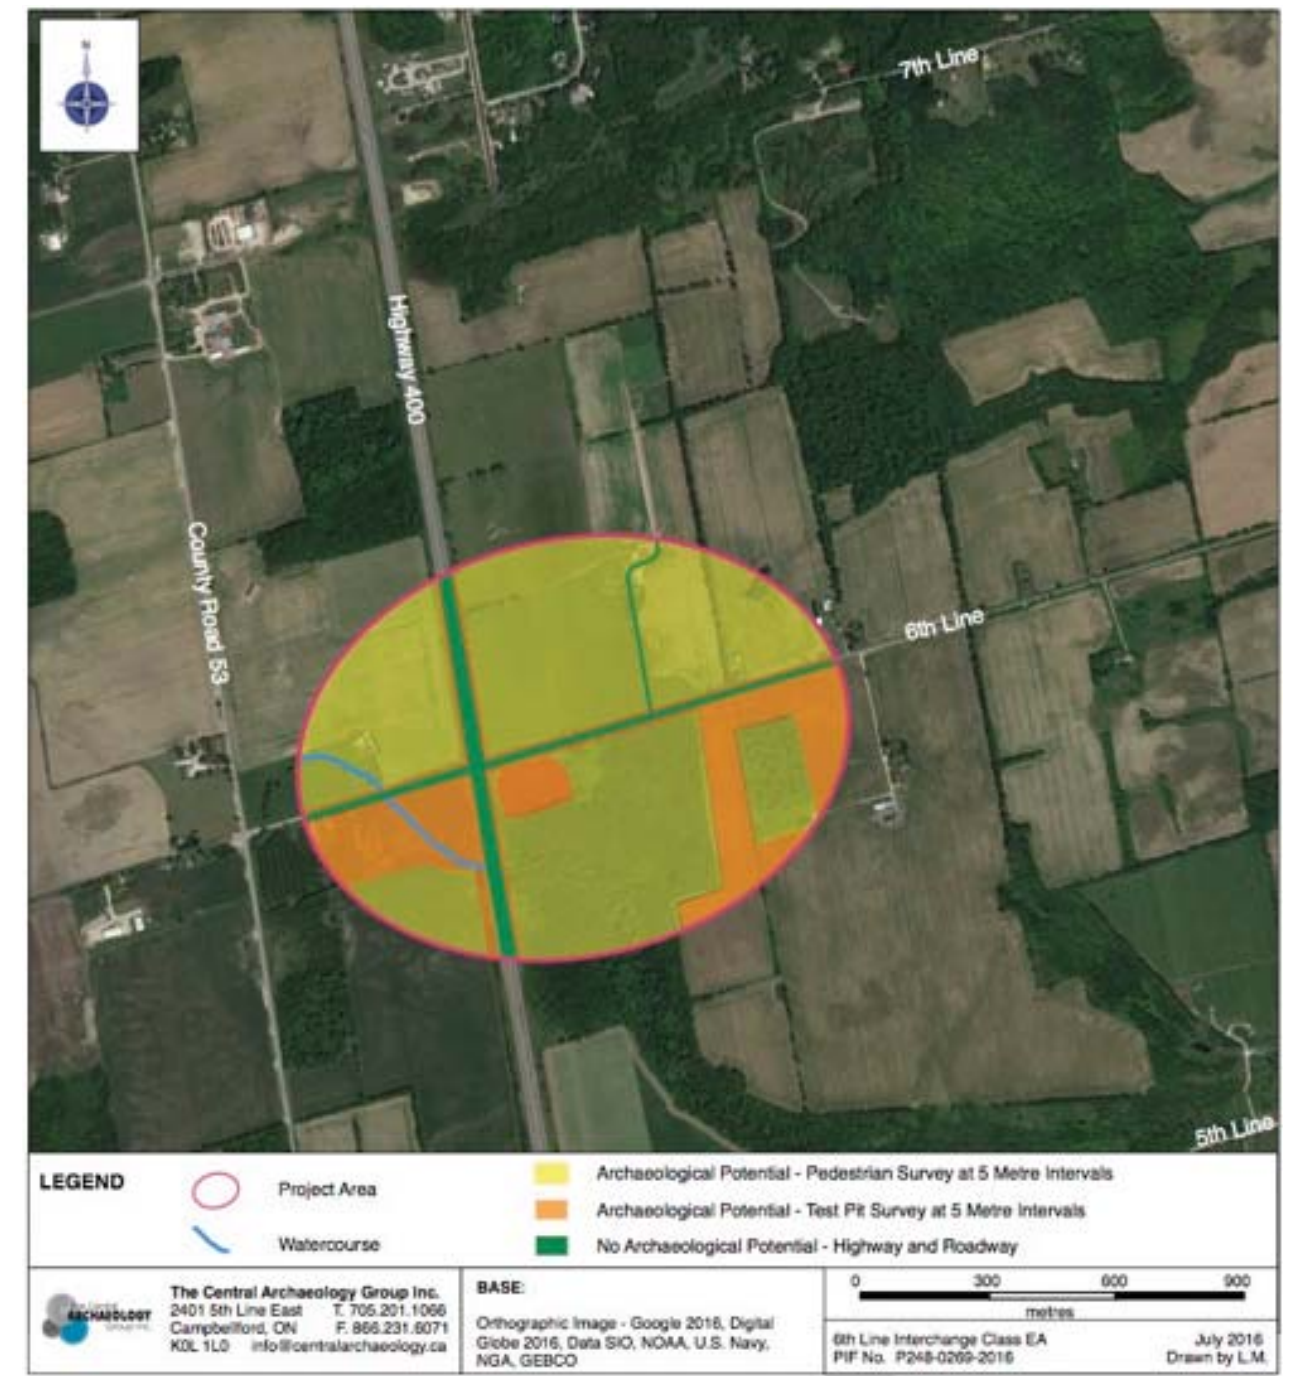 N
7th Line
Highway 400
County Road 53
6th Line
5th Line
LEGEND
Project Area
Watercourse
Archaeological Potential - Pedestrian Survey at 5 Metre Intervals
Archaeological Potential - Test Pit Survey at 5 Metre Intervals
No Archaeological Potential - Highway and Roadway
ARCHAEOLOGY
The Central Archaeology Group Inc.
2401 5th Line East T. 705.201.1066
Campbellford, ON F. 866.231.6071
K0L 1L0 info@centralarchaeology.ca
BASE:
Orthographic Image - Google 2016, Digital
Globe 2016, Data SIO, NOAA, U.S. Navy,
NGA, GEBCO
0 300 600 900
metres
6th Line Interchange Class EA July 2016
PIF No. P248-0269-2016 Drawn by L.M.